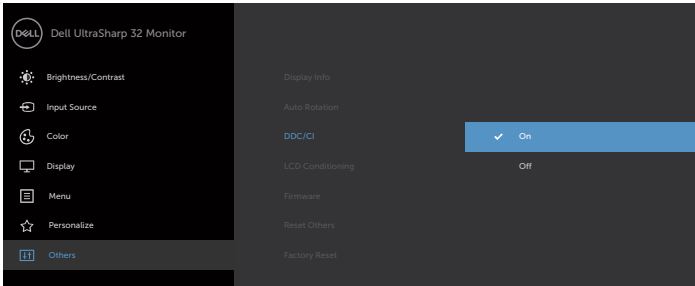 DELL
Dell UltraSharp 32 Monitor
Brightness/Contrast
Input Source
Color
Display
Menu
Personalize
Others
Display Info
Auto Rotation
DDC/CI
LCD Conditioning
Firmware
Reset Others
Factory Reset
On
Off